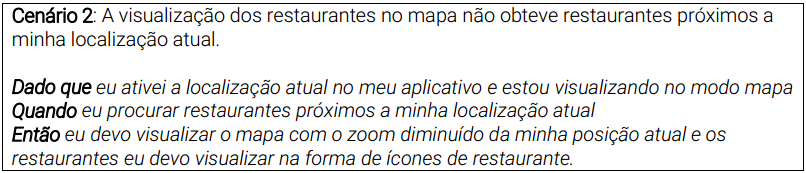 Cenário 2: A visualização dos restaurantes no mapa não obteve restaurantes próximos a
minha localização atual.
Dado que eu ativei a localização atual no meu aplicativo e estou visualizando no modo mapa
Quando eu procurar restaurantes próximos a minha localização atual
Então eu devo visualizar o mapa com o zoom diminuído da minha posição atual e os
restaurantes eu devo visualizar na forma de ícones de restaurante.